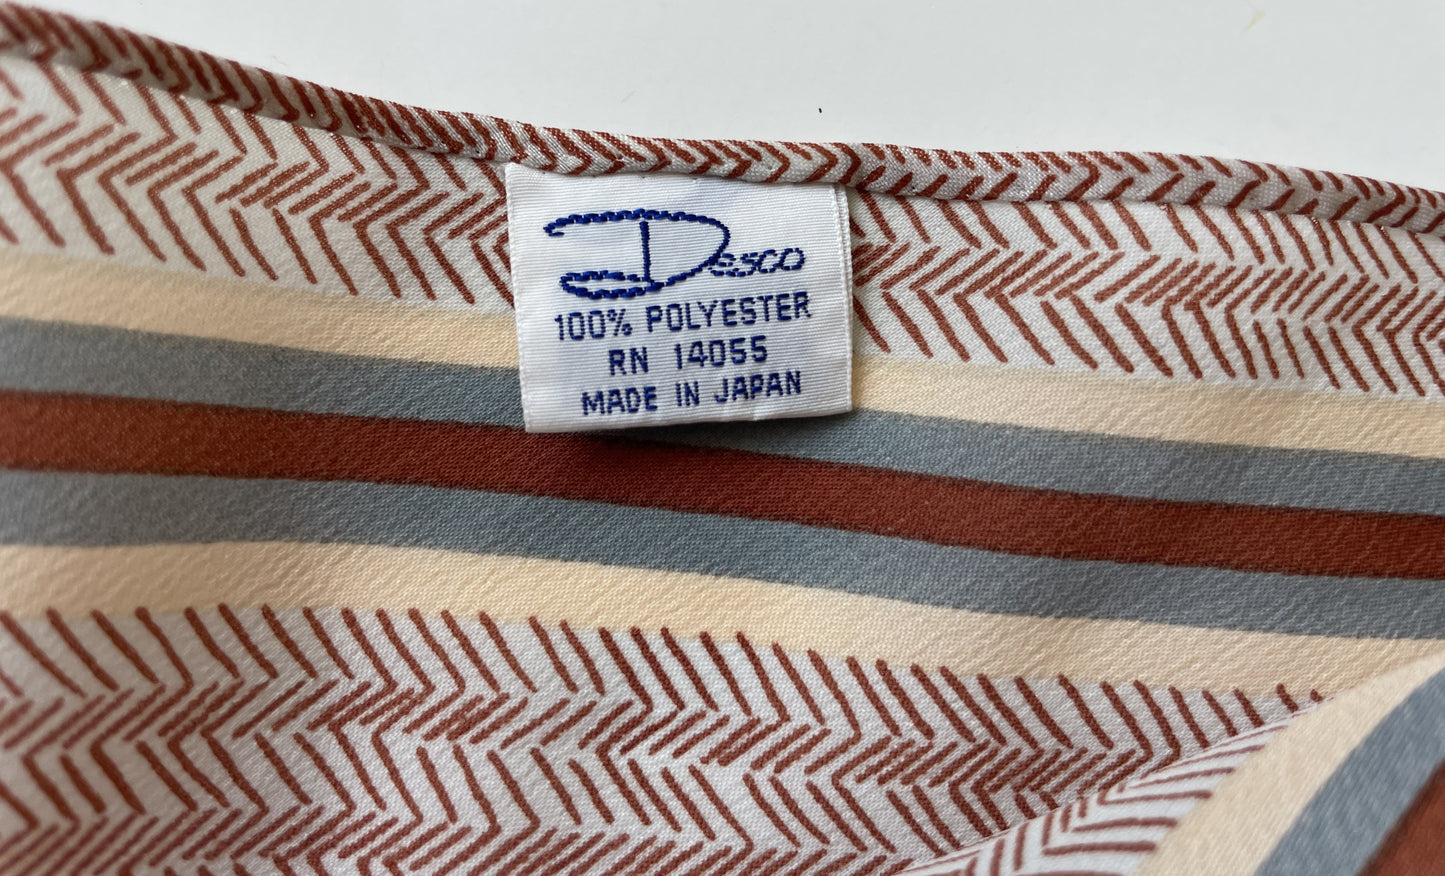 Desco
100% POLYESTER
RN 14055
MADE IN JAPAN